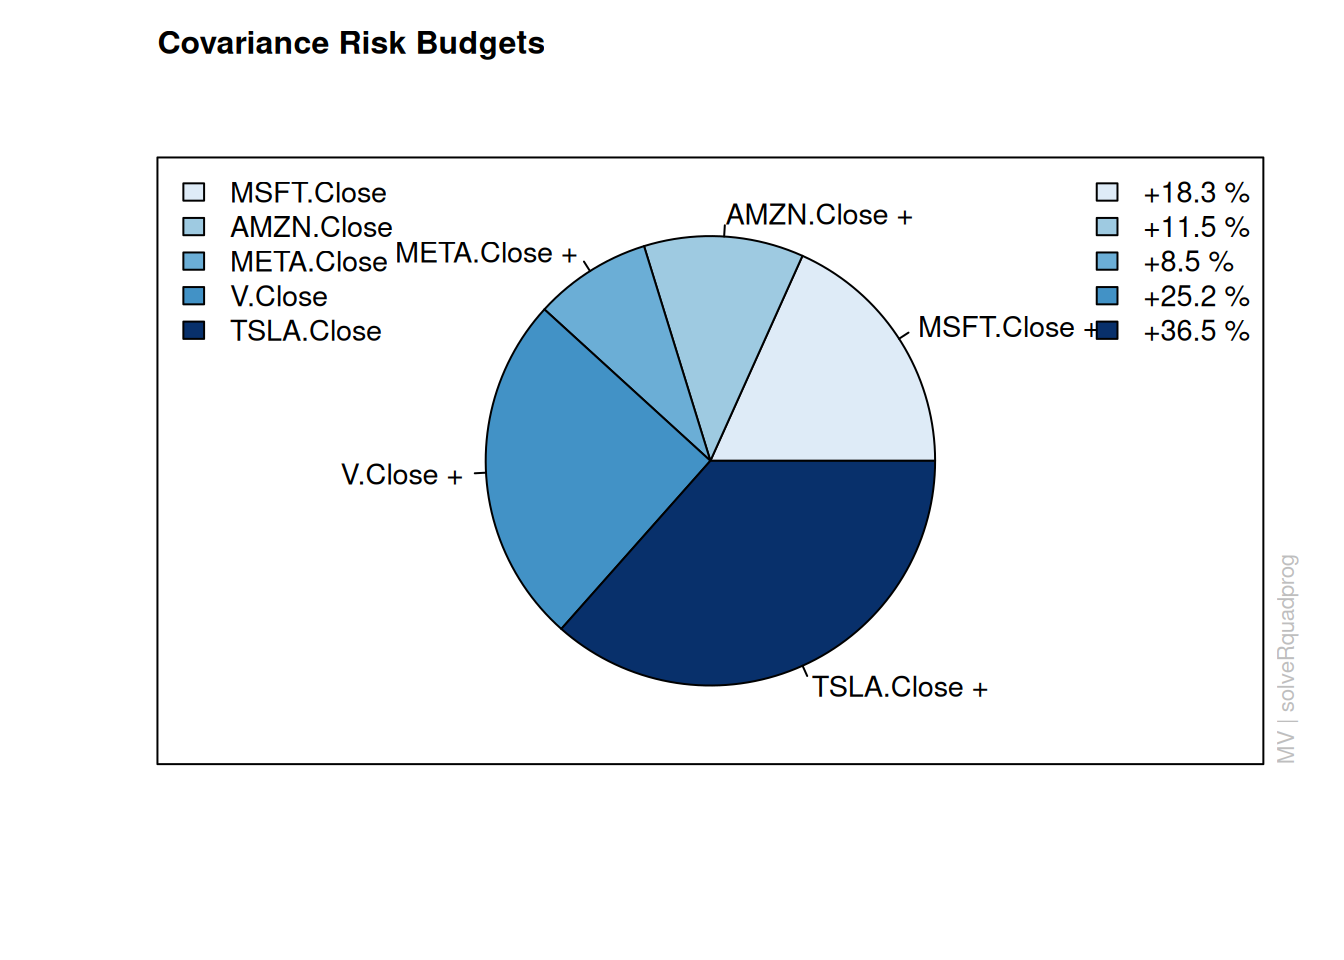 Covariance Risk Budgets
MSFT.Close
AMZN.Close
META.Close
V.Close
TSLA.Close
AMZN.Close +
META.Close +
MSFT.Close +
V.Close +
TSLA.Close +
+18.3 %
+11.5 %
+8.5 %
+25.2 %
+36.5 %
MV | solveRquadprog